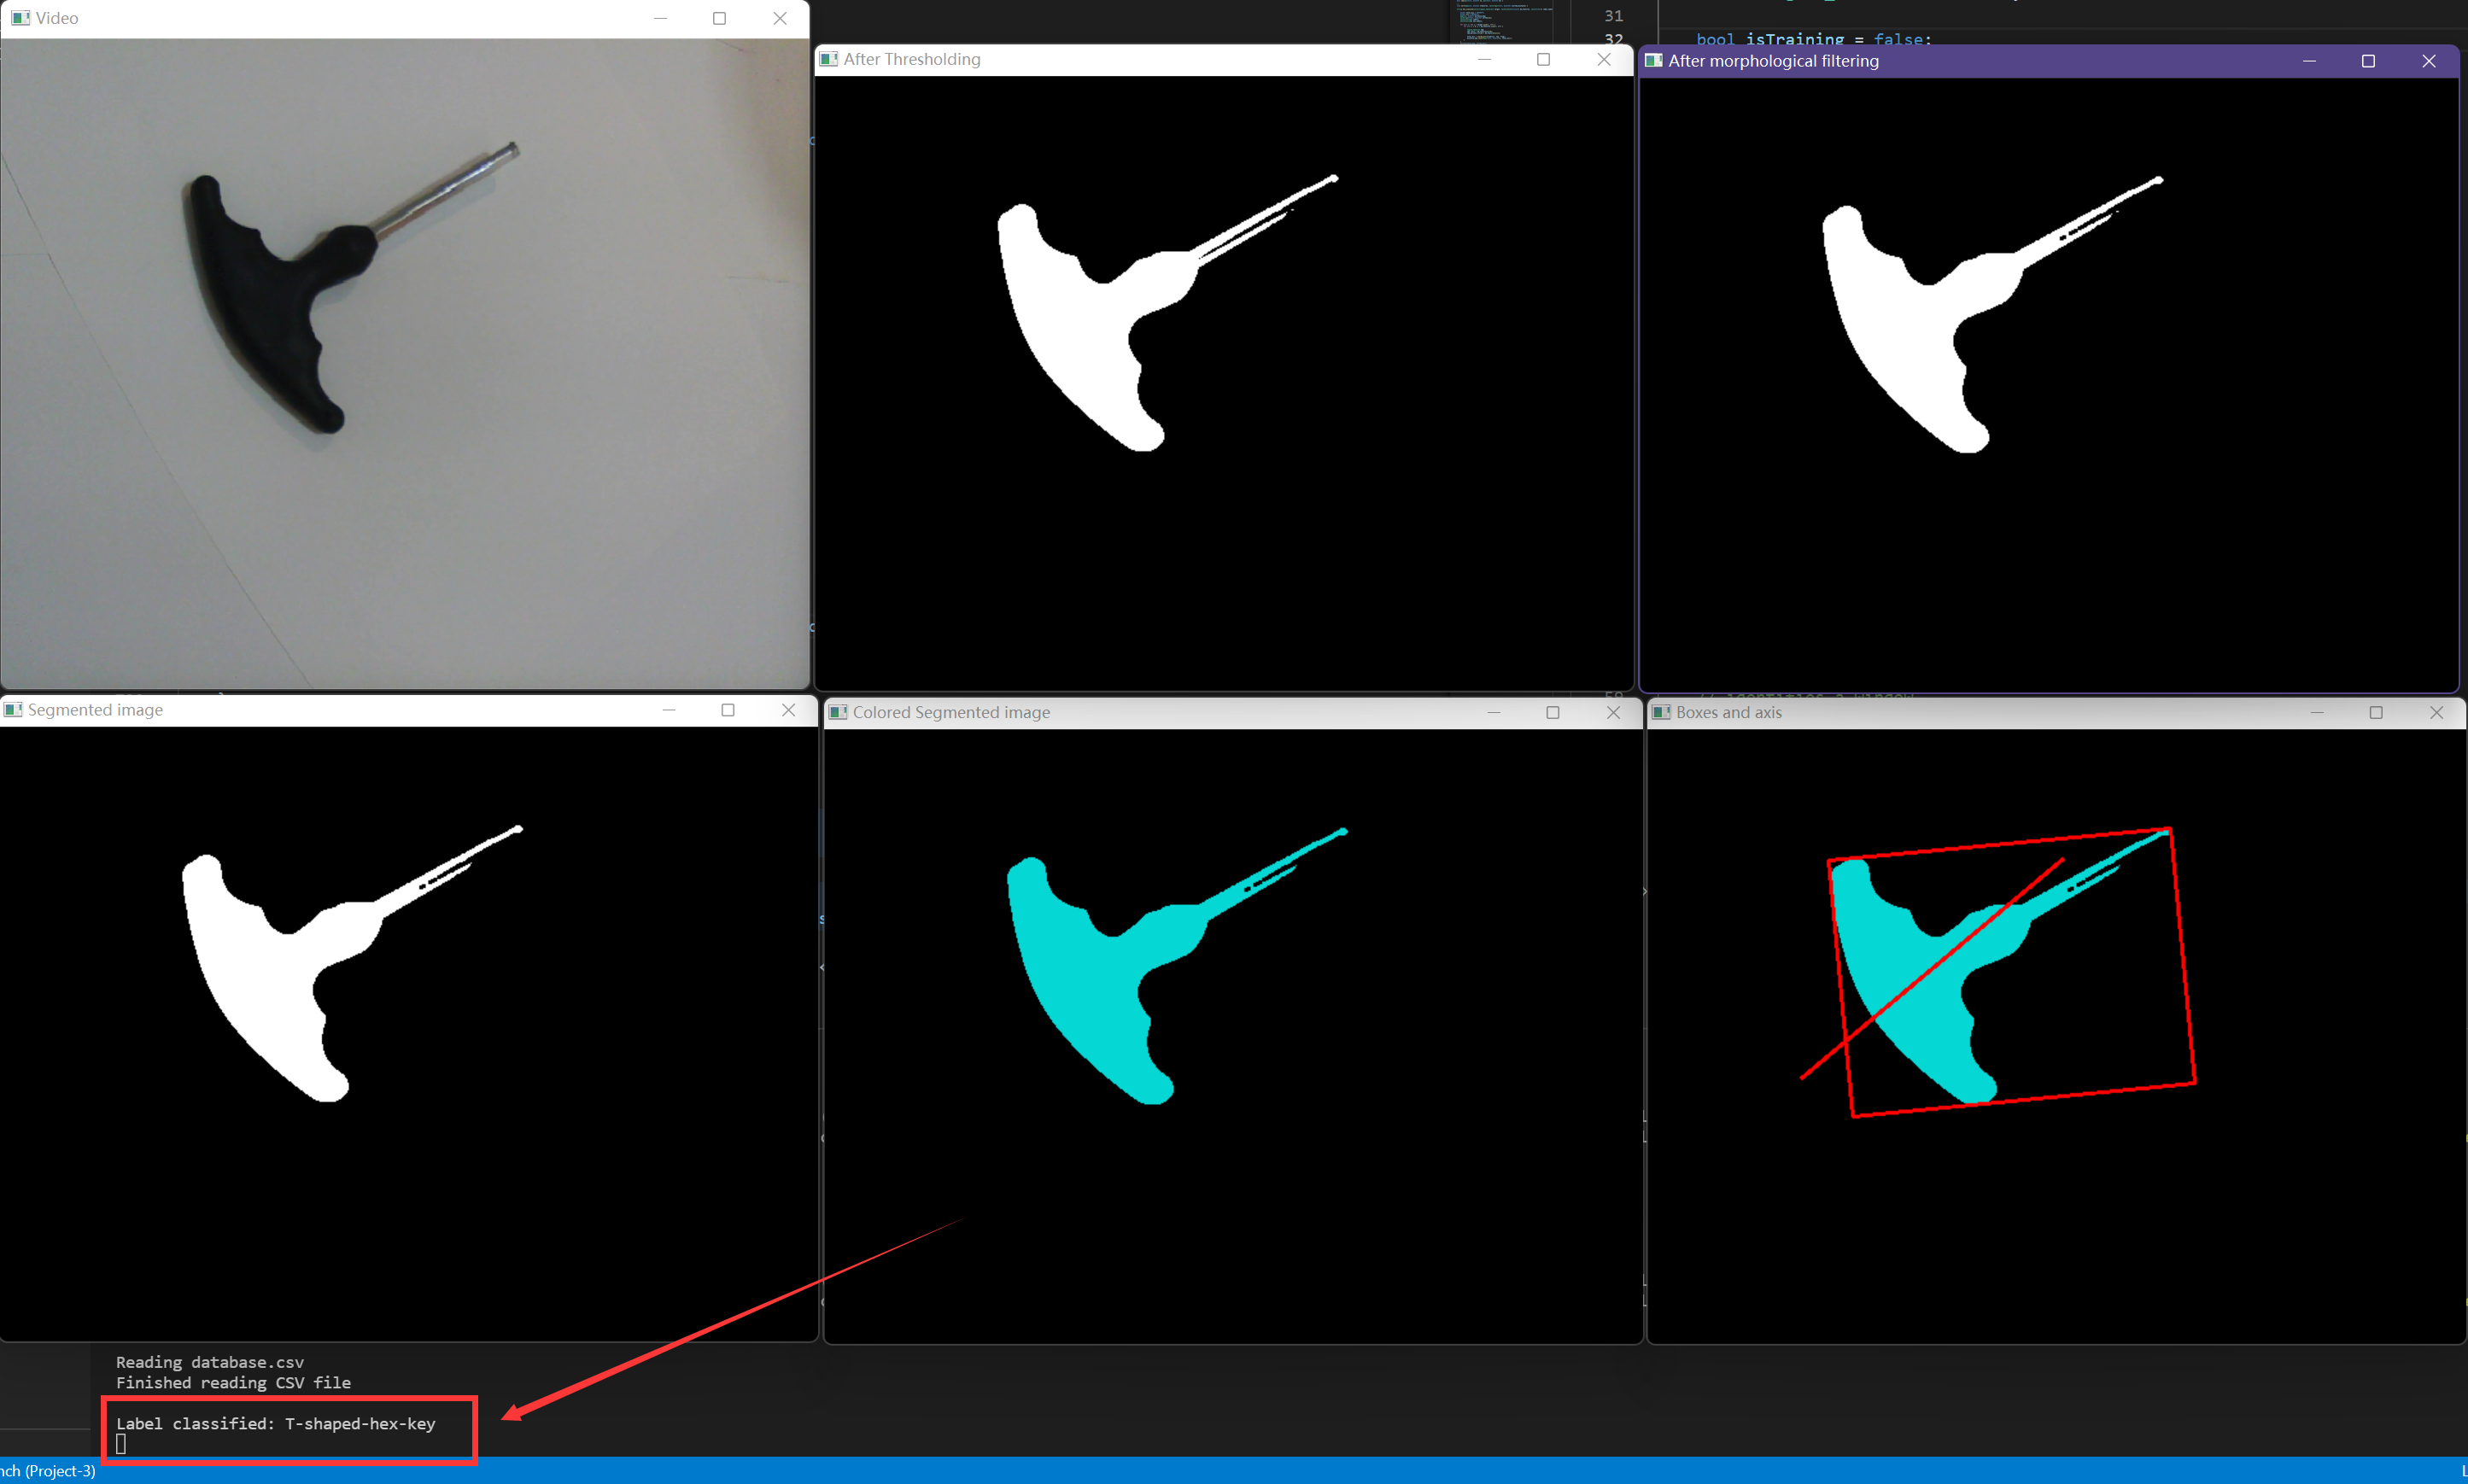 Video
31
32
bool isTraining = false;
After Thresholding
After morphological filtering
Segmented image
Colored Segmented image
Boxes and axis
Reading database.csv
Finished reading CSV file
Label classified: T-shaped-hex-key
nch (Project-3)